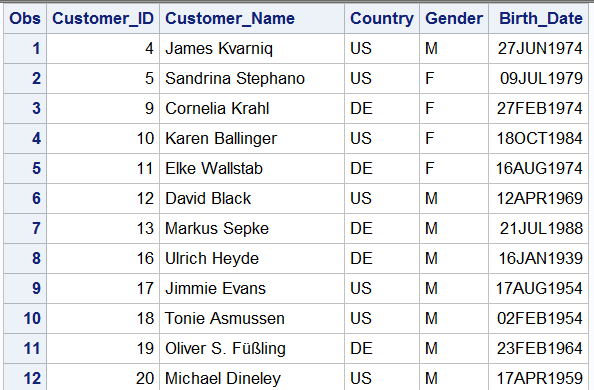 Obs Customer_ID Customer_Name Country Gender Birth_Date
1 4 James Kvarniq US M 27JUN1974
2 5 Sandrina Stephano US F 09JUL1979
3 9 Cornelia Krahl DE F 27FEB1974
4 10 Karen Ballinger US F 18OCT1984
5 11 Elke Wallstab DE F 16AUG1974
6 12 David Black US M 12APR1969
7 13 Markus Sepke DE M 21JUL1988
8 16 Ulrich Heyde DE M 16JAN1939
9 17 Jimmie Evans US M 17AUG1954
10 18 Tonie Asmussen US M 02FEB1954
11 19 Oliver S. Füßling DE M 23FEB1964
12 20 Michael Dineley US M 17APR1959